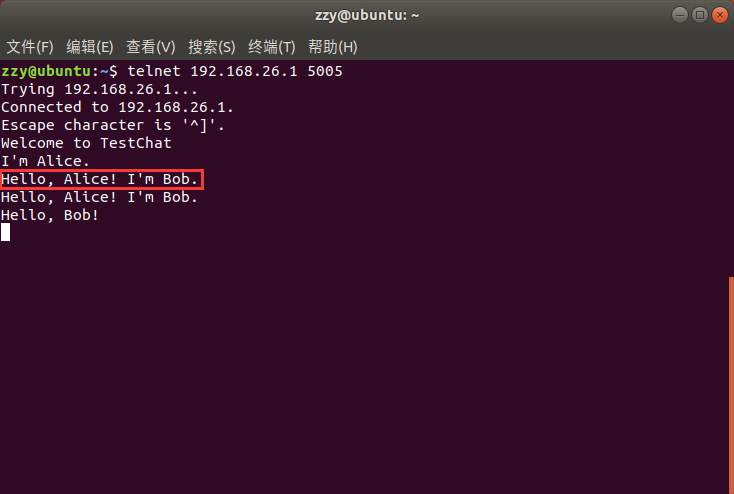 zzy@ubuntu: ~
文件(F) 编辑(E) 查看(V) 搜索(S) 终端(T) 帮助(H)
zzy@ubuntu:~$ telnet 192.168.26.1 5005
Trying 192.168.26.1...
Connected to 192.168.26.1.
Escape character is '^]'.
Welcome to TestChat
I'm Alice.
Hello, Alice! I'm Bob.
Hello, Alice! I'm Bob.
Hello, Bob!